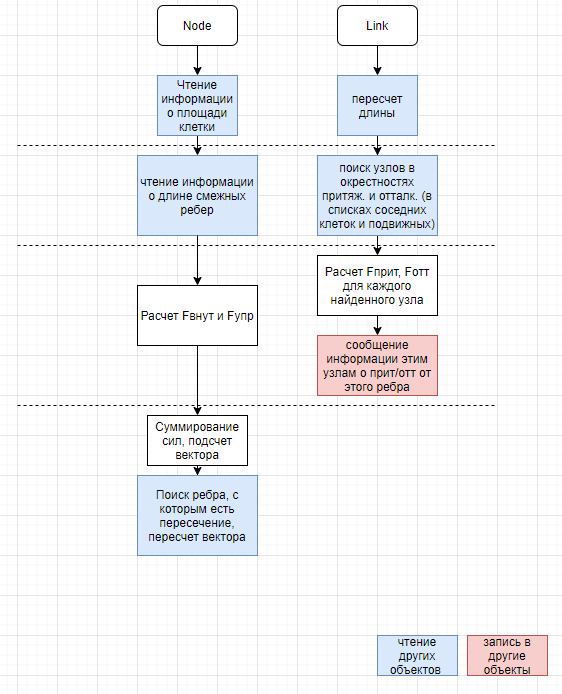 Node
Link
Чтение
информации
о площади
клетки
пересчет
длины
чтение информации
о длине смежных
ребер
поиск узлов в
окрестностях
притяж. и отталк. (в
списках соседних
клеток и подвижных)
Расчет Fвнут и Fупр
Расчет Fприт, Fотт
для каждого
найденного узла
сообщение
информации этим
узлам о прит/отт от
этого ребра
Суммирование
сил, подсчет
вектора
Поиск ребра, с
которым есть
пересечение,
пересчет вектора
чтение
других
объектов
запись в
другие
объекты